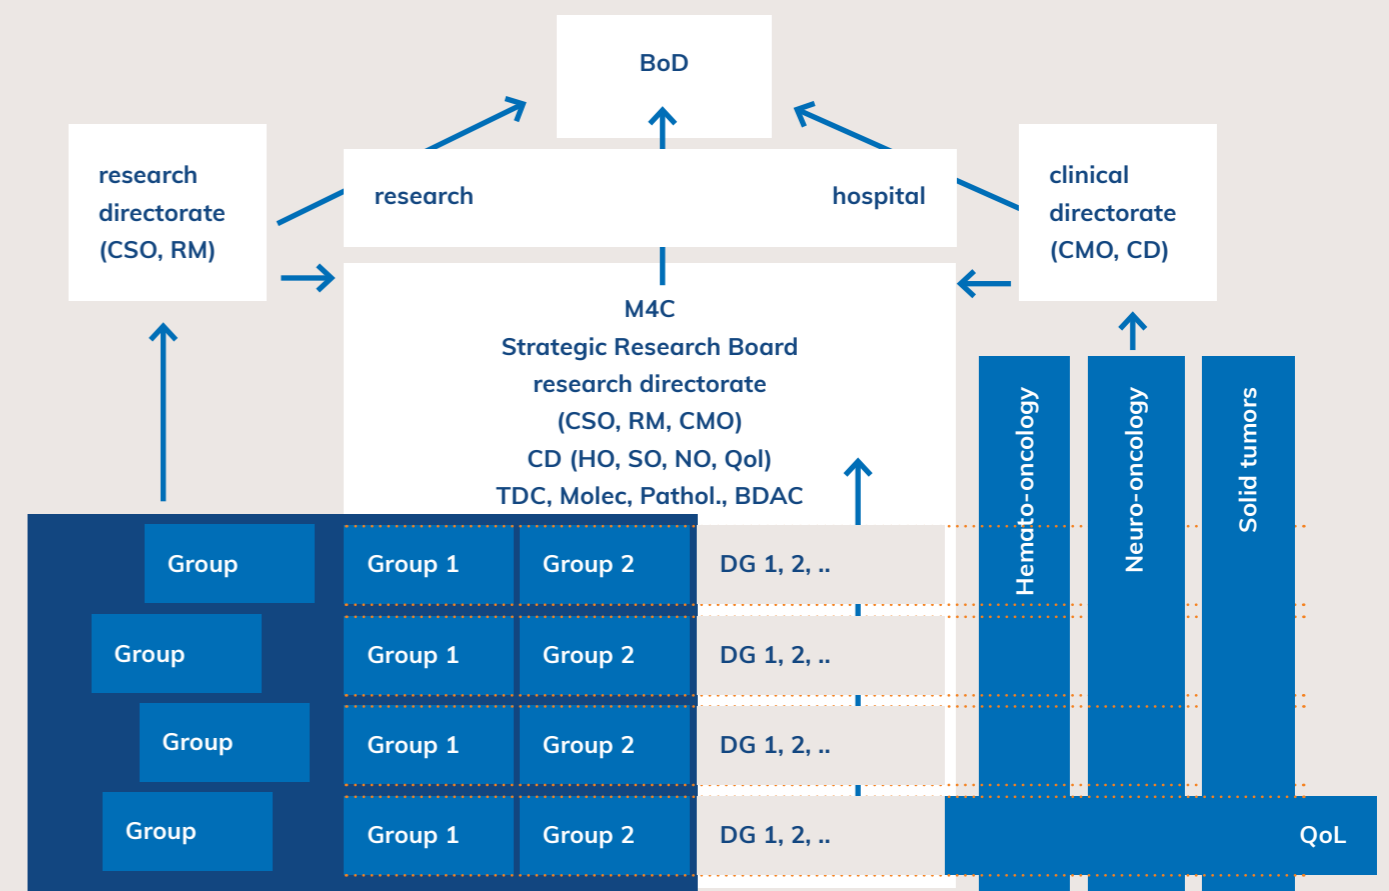 BoD
research
directorate
(CSO, RM)
research
hospital
clinical
directorate
(CMO, CD)
M4C
Strategic Research Board
research directorate
(CSO, RM, CMO)
CD (HO, SO, NO, Qol)
TDC, Molec, Pathol., BDAC
Hemato-oncology
Neuro-oncology
Solid tumors
Group
Group 1
Group 2
DG 1, 2, ..
Group
Group 1
Group 2
DG 1, 2, ..
Group
Group 1
Group 2
DG 1, 2, ..
Group
Group 1
Group 2
DG 1, 2, ..
QoL